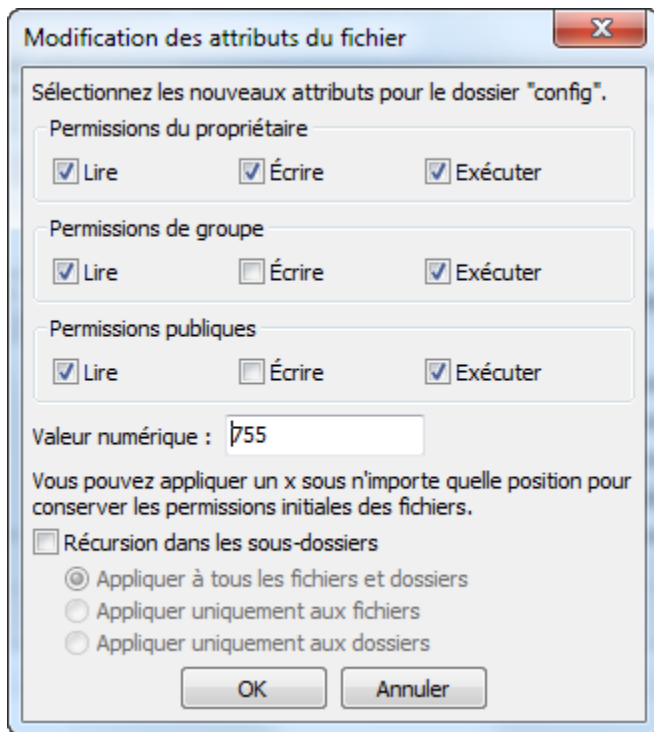 Modification des attributs du fichier
Sélectionnez les nouveaux attributs pour le dossier "config".
Permissions du propriétaire
Lire Écrire Exécuter
Permissions de groupe
Lire Écrire Exécuter
Permissions publiques
Lire Écrire Exécuter
Valeur numérique : 755
Vous pouvez appliquer un x sous n'importe quelle position pour
conserver les permissions initiales des fichiers.
Récursion dans les sous-dossiers
Appliquer à tous les fichiers et dossiers
Appliquer uniquement aux fichiers
Appliquer uniquement aux dossiers
OK Annuler